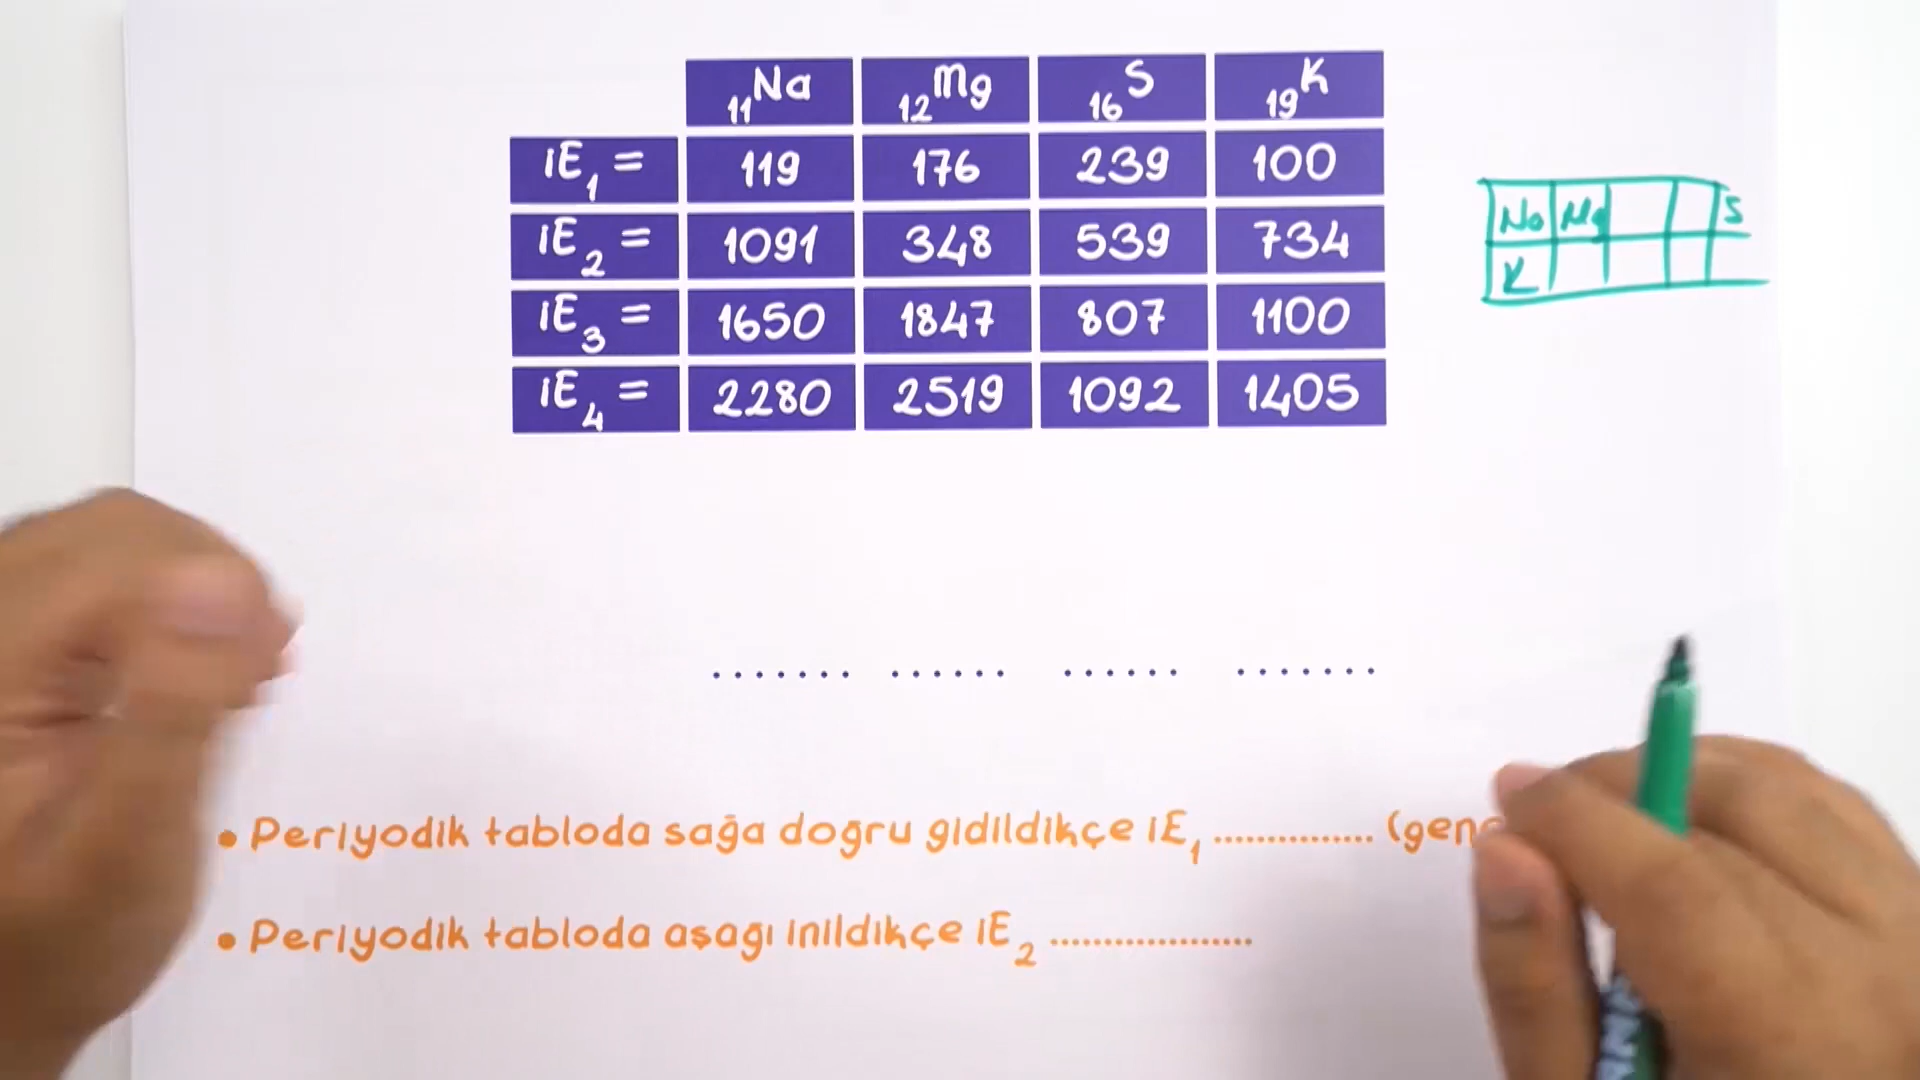 11Na 12Mg 16S 19K
iE1 = 119 176 239 100
iE2 = 1091 348 539 734
iE3 = 1650 1847 807 1100
iE4 = 2280 2519 1092 1405
Na Mg S
K
....... ...... ...... .......
• Periyodik tabloda sağa doğru gidildikçe iE1 ............... (gene
• Periyodik tabloda aşağı inildikçe iE2 ...................